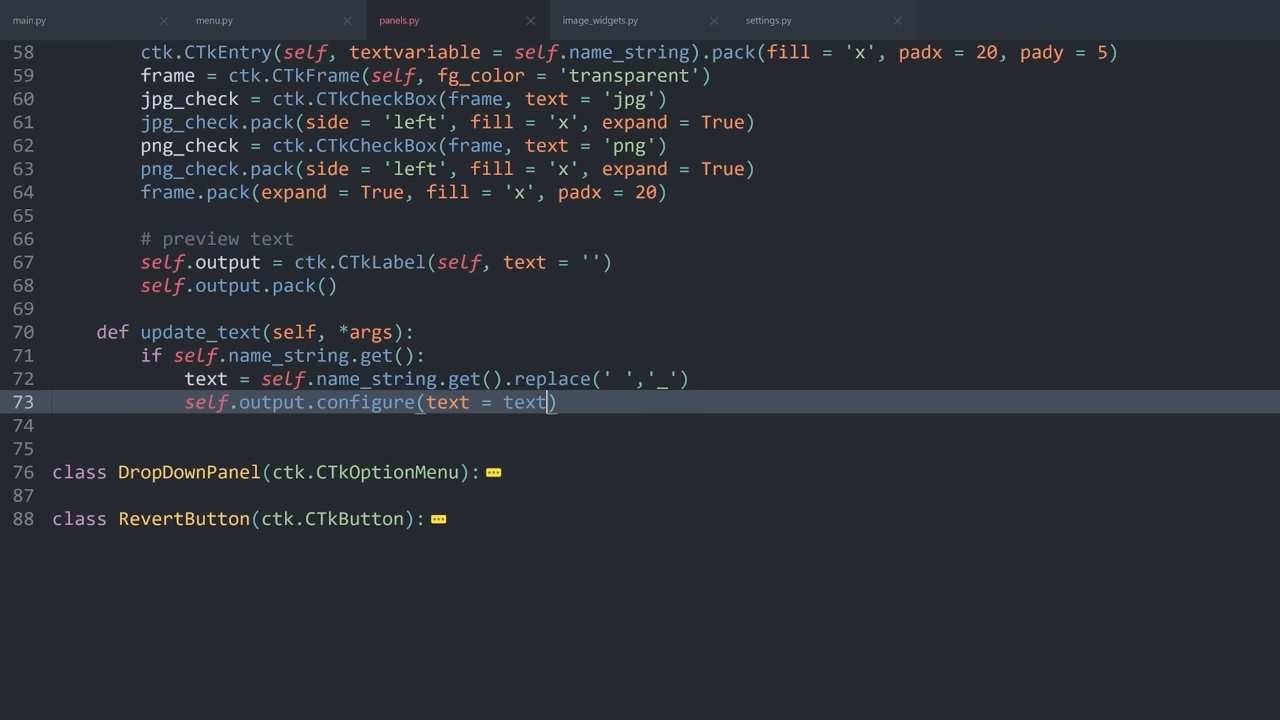 main.py
menu.py
panels.py
image_widgets.py
settings.py
58 ctk.CTkEntry(self, textvariable = self.name_string).pack(fill = 'x', padx = 20, pady = 5)
59 frame = ctk.CTkFrame(self, fg_color = 'transparent')
60 jpg_check = ctk.CTkCheckBox(frame, text = 'jpg')
61 jpg_check.pack(side = 'left', fill = 'x', expand = True)
62 png_check = ctk.CTkCheckBox(frame, text = 'png')
63 png_check.pack(side = 'left', fill = 'x', expand = True)
64 frame.pack(expand = True, fill = 'x', padx = 20)
65
66 # preview text
67 self.output = ctk.CTkLabel(self, text = '')
68 self.output.pack()
69
70 def update_text(self, *args):
71 if self.name_string.get():
72 text = self.name_string.get().replace(' ','_')
73 self.output.configure(text = text)
74
75
76 class DropDownPanel(ctk.CTkOptionMenu):
87
88 class RevertButton(ctk.CTkButton):